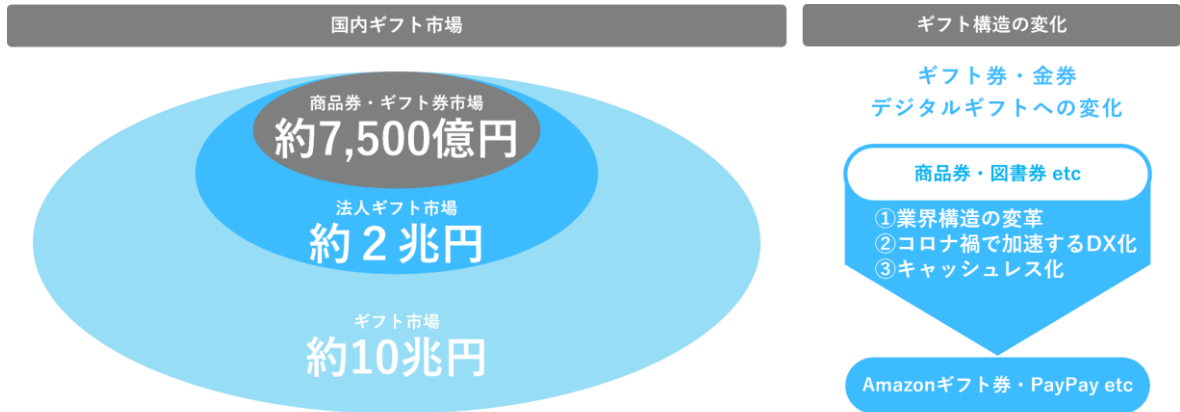 国内ギフト市場
商品券・ギフト券市場
約7,500億円
法人ギフト市場
約２兆円
ギフト市場
約10兆円
ギフト構造の変化
ギフト券・金券
デジタルギフトへの変化
商品券・図書券 etc
①業界構造の変革
②コロナ禍で加速するDX化
③キャッシュレス化
Amazonギフト券・PayPay etc